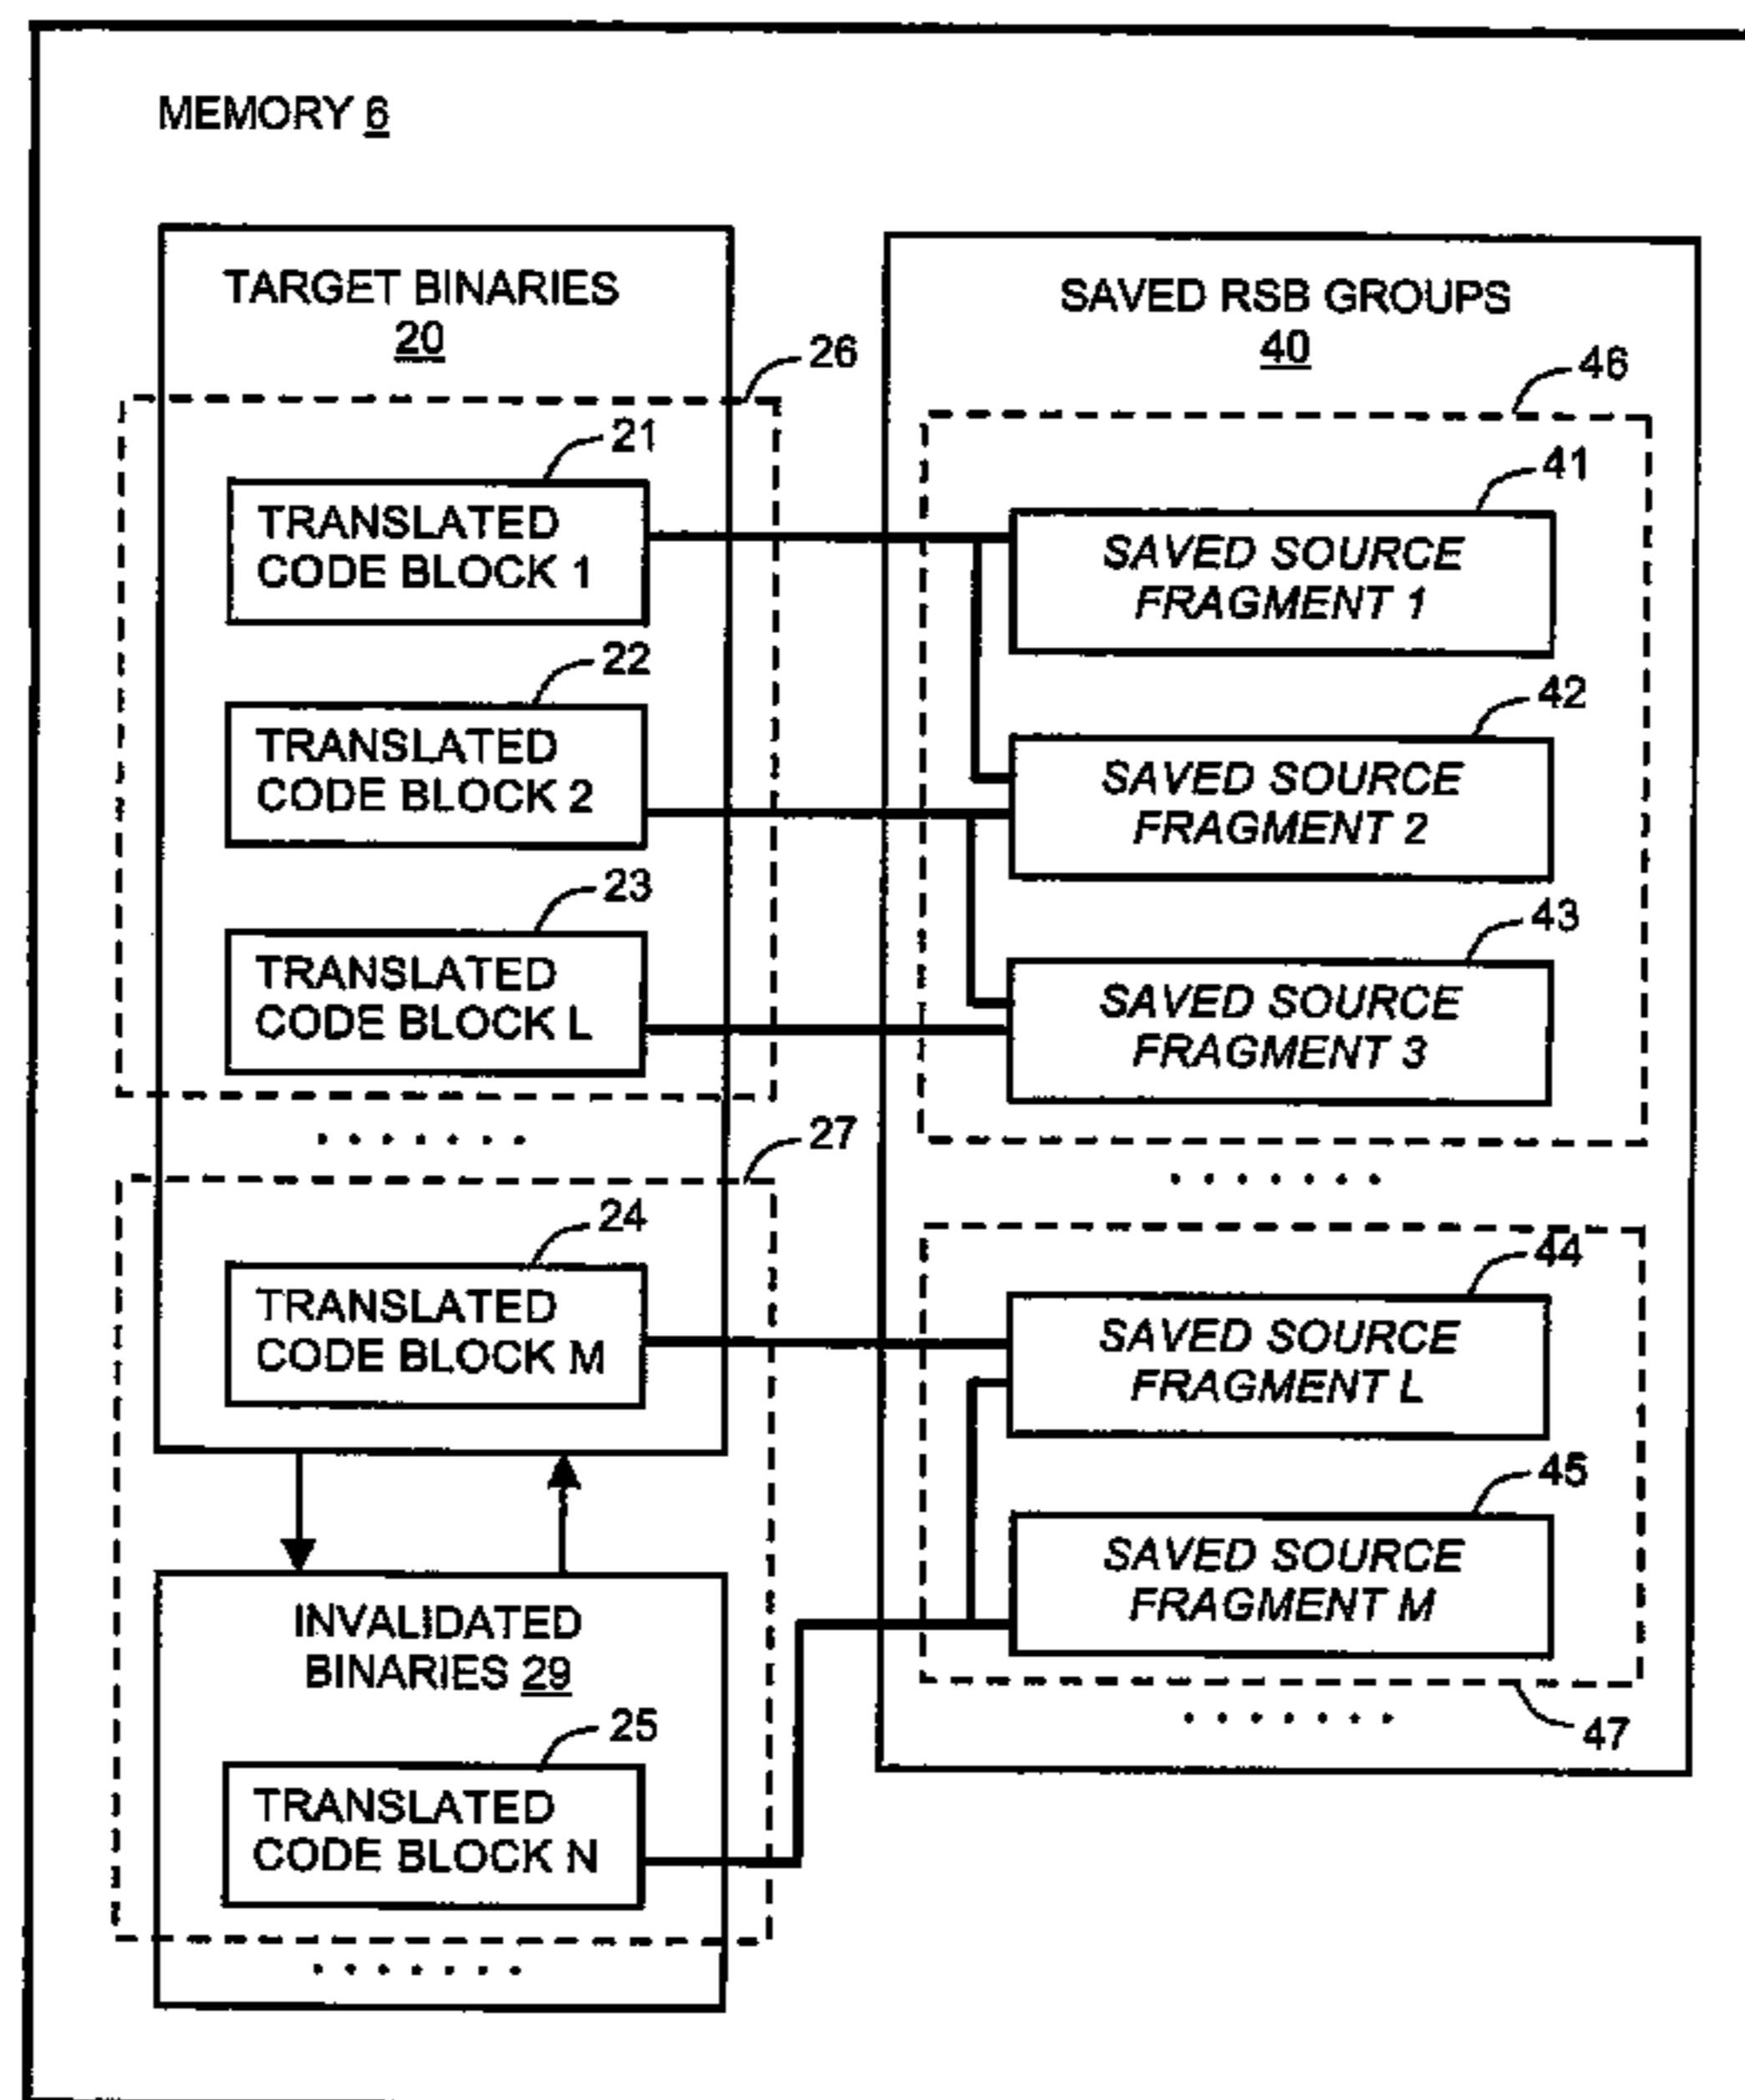 MEMORY 6
TARGET BINARIES
20
26
21
TRANSLATED
CODE BLOCK 1
22
TRANSLATED
CODE BLOCK 2
23
TRANSLATED
CODE BLOCK L
27
24
TRANSLATED
CODE BLOCK M
INVALIDATED
BINARIES 29
25
TRANSLATED
CODE BLOCK N
SAVED RSB GROUPS
40
46
41
SAVED SOURCE
FRAGMENT 1
42
SAVED SOURCE
FRAGMENT 2
43
SAVED SOURCE
FRAGMENT 3
44
SAVED SOURCE
FRAGMENT L
45
SAVED SOURCE
FRAGMENT M
47